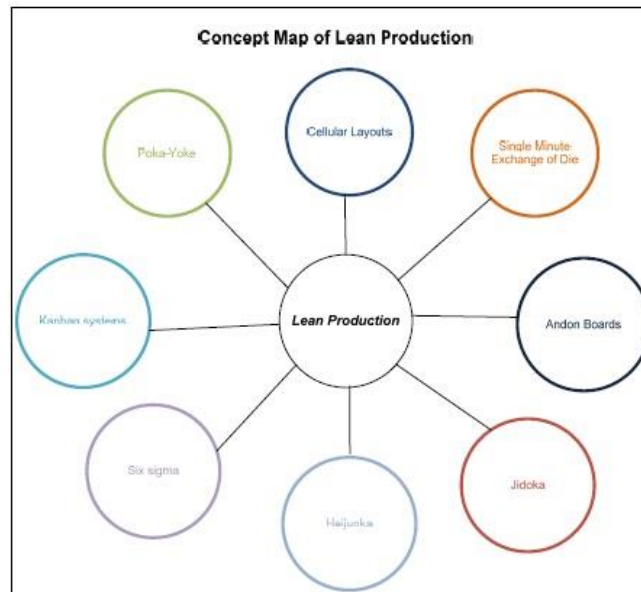 Concept Map of Lean Production
Cellular Layouts
Poka-Yoke
Single Minute
Exchange of Die
Kanban systems
Lean Production
Andon Boards
Six sigma
Jidoka
Heijunka